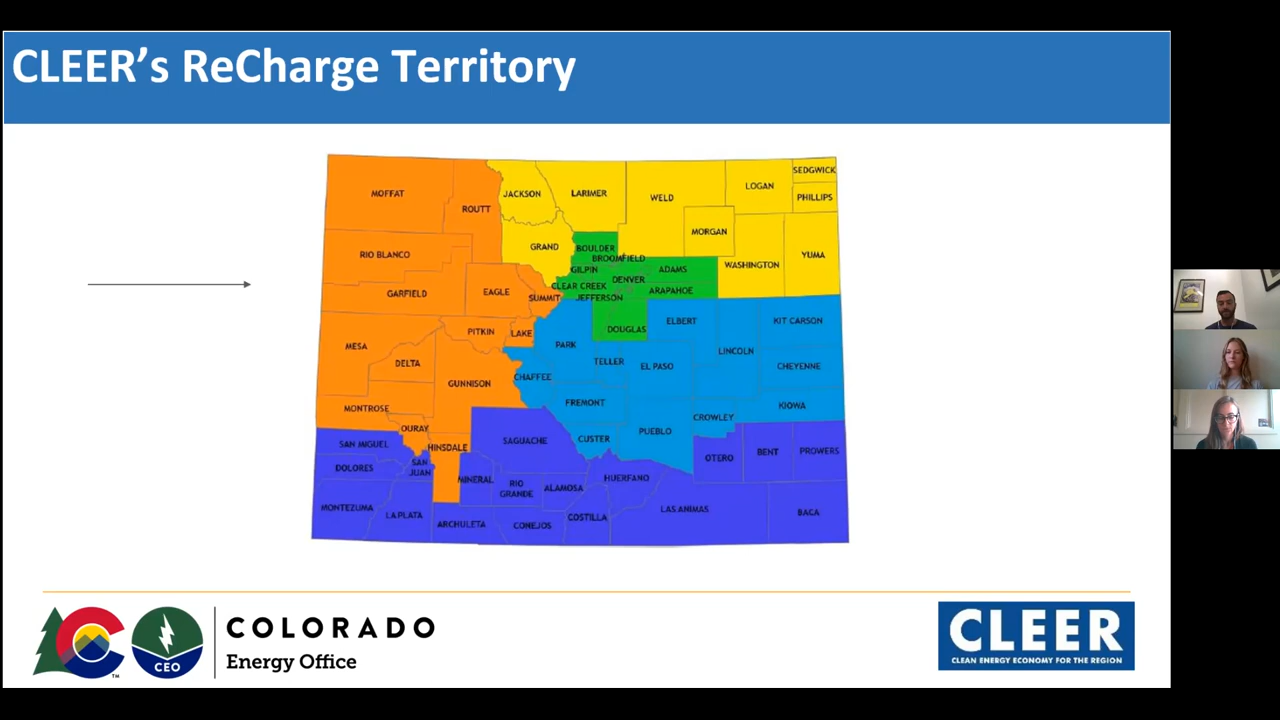 CLEER's ReCharge Territory
MOFFAT
ROUTT
JACKSON
LARIMER
WELD
LOGAN
SEDGWICK
PHILLIPS
MORGAN
GRAND
BOULDER
BROOMFIELD
RIO BLANCO
GILPIN
ADAMS
WASHINGTON
YUMA
DENVER
CLEAR CREEK
ARAPAHOE
GARFIELD
EAGLE
SUMMIT
JEFFERSON
DOUGLAS
ELBERT
KIT CARSON
PITKIN
LAKE
PARK
MESA
LINCOLN
DELTA
TELLER
EL PASO
CHEYENNE
GUNNISON
CHAFFEE
FREMONT
KIOWA
MONTROSE
CROWLEY
OURAY
PUEBLO
SAN MIGUEL
HINSDALE
SAGUACHE
CUSTER
OTERO
BENT
PROWERS
DOLORES
SAN
JUAN
MINERAL
RIO
GRANDE
ALAMOSA
HUERFANO
MONTEZUMA
LA PLATA
ARCHULETA
CONEJOS
COSTILLA
LAS ANIMAS
BACA
C
TM
CEO
COLORADO
Energy Office
CLEER
CLEAN ENERGY ECONOMY FOR THE REGION